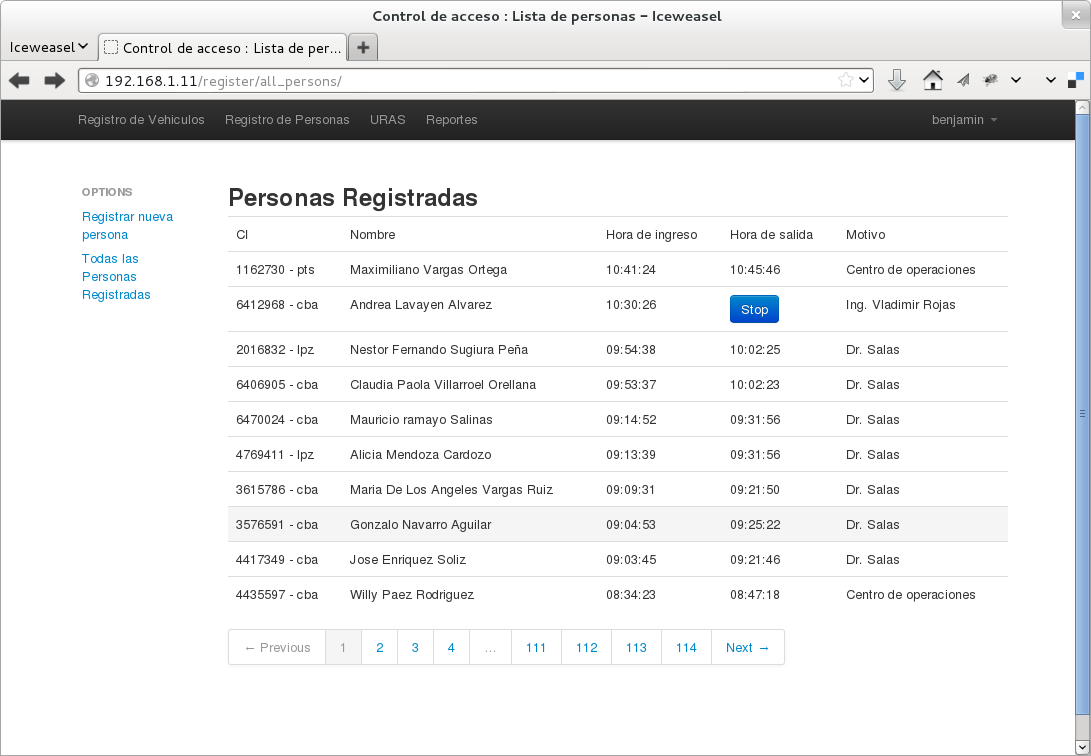 Control de acceso : Lista de personas – Iceweasel
Iceweasel
Control de acceso : Lista de per...
192.168.1.11/register/all_persons/
Registro de Vehiculos Registro de Personas URAS Reportes benjamin
OPTIONS
Registrar nueva
persona
Todas las
Personas
Registradas
Personas Registradas
CI Nombre Hora de ingreso Hora de salida Motivo
1162730 - pts Maximiliano Vargas Ortega 10:41:24 10:45:46 Centro de operaciones
6412968 - cba Andrea Lavayen Alvarez 10:30:26 Stop Ing. Vladimir Rojas
2016832 - lpz Nestor Fernando Sugiura Peña 09:54:38 10:02:25 Dr. Salas
6406905 - cba Claudia Paola Villarroel Orellana 09:53:37 10:02:23 Dr. Salas
6470024 - cba Mauricio ramayo Salinas 09:14:52 09:31:56 Dr. Salas
4769411 - lpz Alicia Mendoza Cardozo 09:13:39 09:31:56 Dr. Salas
3615786 - cba Maria De Los Angeles Vargas Ruiz 09:09:31 09:21:50 Dr. Salas
3576591 - cba Gonzalo Navarro Aguilar 09:04:53 09:25:22 Dr. Salas
4417349 - cba Jose Enriquez Soliz 09:03:45 09:21:46 Dr. Salas
4435597 - cba Willy Paez Rodriguez 08:34:23 08:47:18 Centro de operaciones
← Previous 1 2 3 4 ... 111 112 113 114 Next →